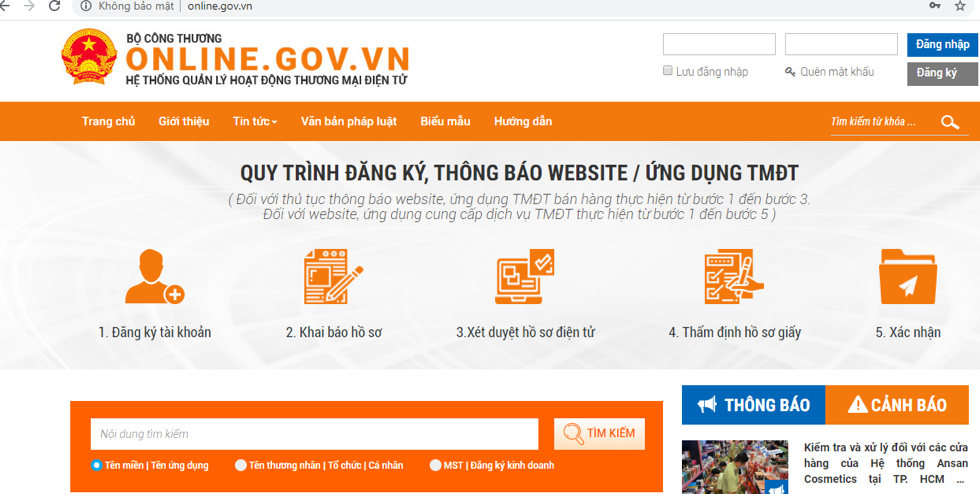 Không bảo mật | online.gov.vn
BỘ CÔNG THƯƠNG
ONLINE.GOV.VN
HỆ THỐNG QUẢN LÝ HOẠT ĐỘNG THƯƠNG MẠI ĐIỆN TỬ
Đăng nhập
Lưu đăng nhập
Quên mật khẩu
Đăng ký
Trang chủ Giới thiệu Tin tức Văn bản pháp luật Biểu mẫu Hướng dẫn
Tìm kiếm từ khóa ...
QUY TRÌNH ĐĂNG KÝ, THÔNG BÁO WEBSITE / ỨNG DỤNG TMĐT
( Đối với thủ tục thông báo website, ứng dụng TMĐT bán hàng thực hiện từ bước 1 đến bước 3.
Đối với website, ứng dụng cung cấp dịch vụ TMĐT thực hiện từ bước 1 đến bước 5 )
1. Đăng ký tài khoản
2. Khai báo hồ sơ
3.Xét duyệt hồ sơ điện tử
4. Thẩm định hồ sơ giấy
5. Xác nhận
Nội dung tìm kiếm
TÌM KIẾM
Tên miền | Tên ứng dụng
Tên thương nhân | Tổ chức | Cá nhân
MST | Đăng ký kinh doanh
THÔNG BÁO
CẢNH BÁO
Kiểm tra và xử lý đối với các cửa
hàng của Hệ thống Ansan
Cosmetics tại TP. HCM ...